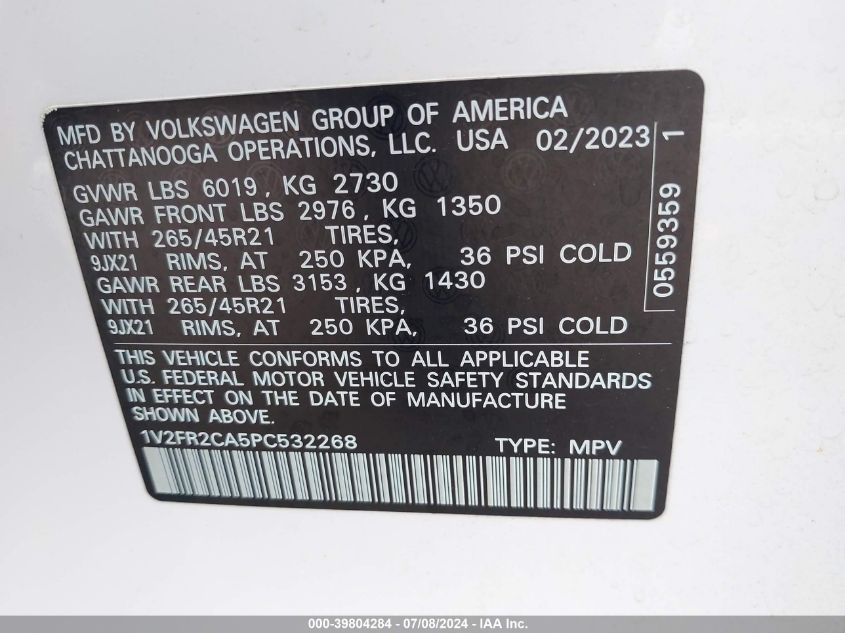 MFD BY VOLKSWAGEN GROUP OF AMERICA
CHATTANOOGA OPERATIONS, LLC. USA 02/2023 1
GVWR LBS 6019, KG 2730
GAWR FRONT LBS 2976, KG 1350
WITH 265/45R21 TIRES,
9JX21 RIMS, AT 250 KPA, 36 PSI COLD
GAWR REAR LBS 3153, KG 1430
WITH 265/45R21 TIRES,
9JX21 RIMS, AT 250 KPA, 36 PSI COLD
0559359
THIS VEHICLE CONFORMS TO ALL APPLICABLE
U.S. FEDERAL MOTOR VEHICLE SAFETY STANDARDS
IN EFFECT ON THE DATE OF MANUFACTURE
SHOWN ABOVE.
1V2FR2CA5PC532268 TYPE: MPV
000-39804284 - 07/08/2024 - IAA, Inc.